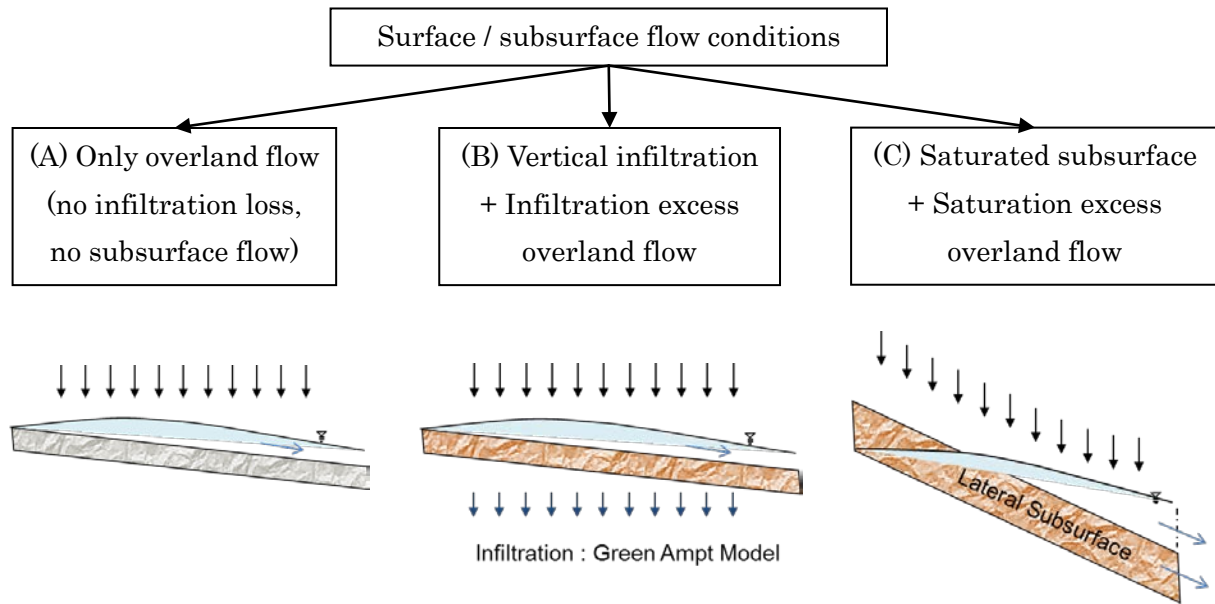 Surface / subsurface flow conditions
(A) Only overland flow
(no infiltration loss,
no subsurface flow)
(B) Vertical infiltration
+ Infiltration excess
overland flow
(C) Saturated subsurface
+ Saturation excess
overland flow
Infiltration : Green Ampt Model
Lateral Subsurface